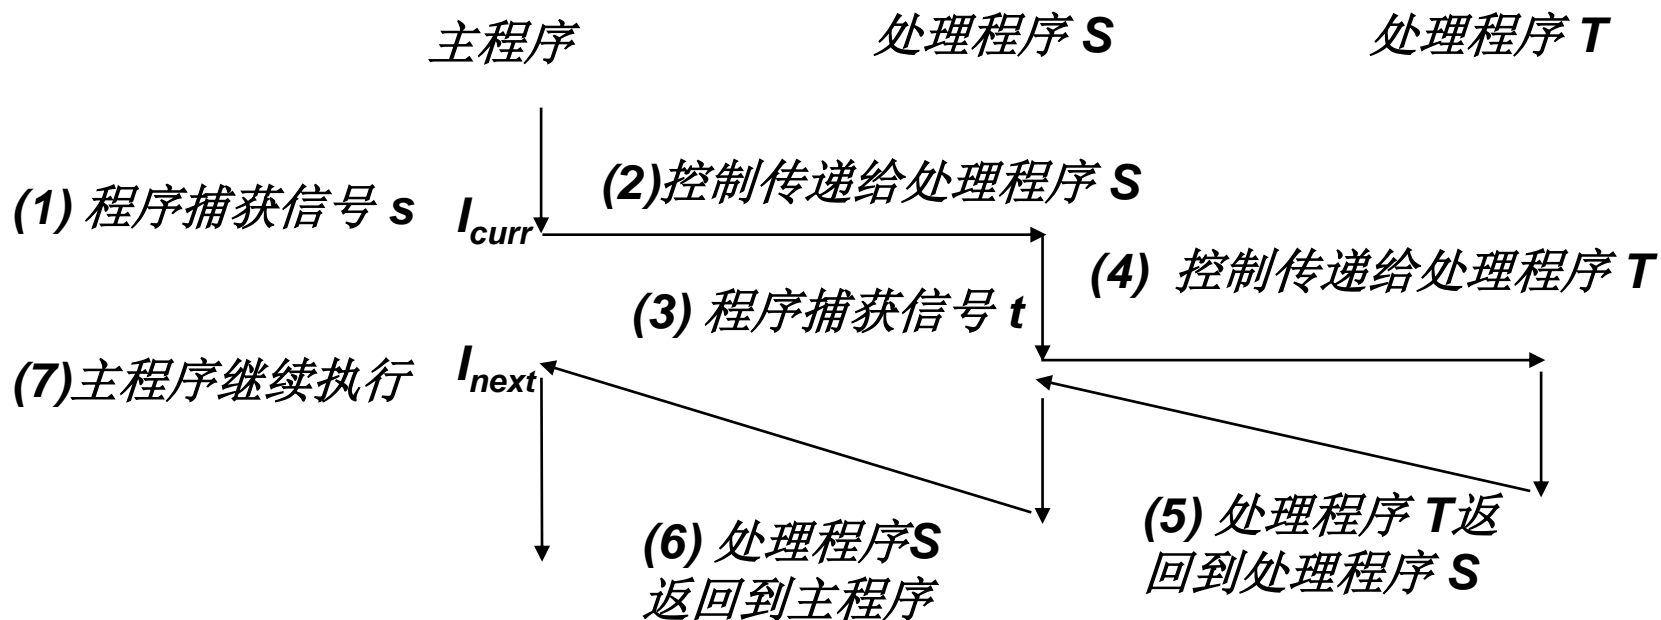 主程序
处理程序 S
处理程序 T
(1) 程序捕获信号 s
I_curr
(2)控制传递给处理程序 S
(3) 程序捕获信号 t
(4) 控制传递给处理程序 T
(7)主程序继续执行
I_next
(5) 处理程序 T返
回到处理程序 S
(6) 处理程序S
返回到主程序